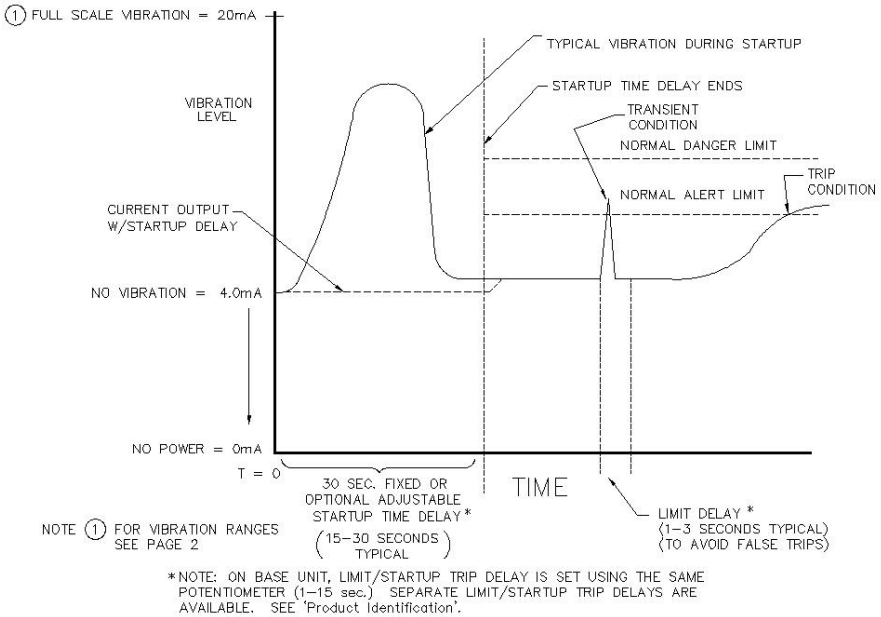 ① FULL SCALE VIBRATION = 20mA
TYPICAL VIBRATION DURING STARTUP
STARTUP TIME DELAY ENDS
VIBRATION
LEVEL
TRANSIENT
CONDITION
NORMAL DANGER LIMIT
TRIP
CONDITION
NORMAL ALERT LIMIT
CURRENT OUTPUT
W/STARTUP DELAY
NO VIBRATION = 4.0mA
NO POWER = 0mA
T = 0
30 SEC. FIXED OR
OPTIONAL ADJUSTABLE
STARTUP TIME DELAY*
(15-30 SECONDS
TYPICAL)
TIME
LIMIT DELAY *
(1-3 SECONDS TYPICAL)
(TO AVOID FALSE TRIPS)
NOTE ① FOR VIBRATION RANGES
SEE PAGE 2
*NOTE: ON BASE UNIT, LIMIT/STARTUP TRIP DELAY IS SET USING THE SAME
POTENTIOMETER (1-15 sec.) SEPARATE LIMIT/STARTUP TRIP DELAYS ARE
AVAILABLE. SEE 'Product Identification'.